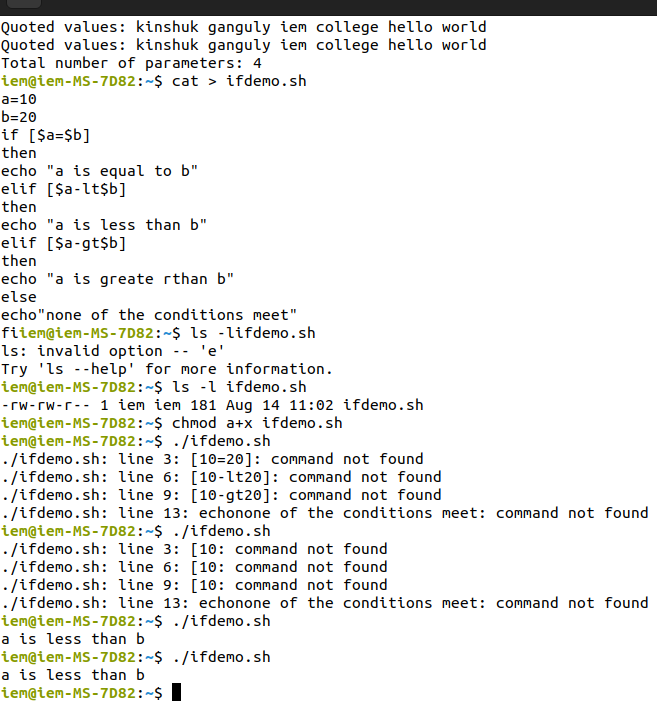 Quoted values: kinshuk ganguly iem college hello world
Quoted values: kinshuk ganguly iem college hello world
Total number of parameters: 4
iem@iem-MS-7D82:~$ cat > ifdemo.sh
a=10
b=20
if [$a=$b]
then
echo "a is equal to b"
elif [$a-lt$b]
then
echo "a is less than b"
elif [$a-gt$b]
then
echo "a is greate rthan b"
else
echo"none of the conditions meet"
fiiem@iem-MS-7D82:~$ ls -lifdemo.sh
ls: invalid option -- 'e'
Try 'ls --help' for more information.
iem@iem-MS-7D82:~$ ls -l ifdemo.sh
-rw-rw-r-- 1 iem iem 181 Aug 14 11:02 ifdemo.sh
iem@iem-MS-7D82:~$ chmod a+x ifdemo.sh
iem@iem-MS-7D82:~$ ./ifdemo.sh
./ifdemo.sh: line 3: [10=20]: command not found
./ifdemo.sh: line 6: [10-lt20]: command not found
./ifdemo.sh: line 9: [10-gt20]: command not found
./ifdemo.sh: line 13: echonone of the conditions meet: command not found
iem@iem-MS-7D82:~$ ./ifdemo.sh
./ifdemo.sh: line 3: [10: command not found
./ifdemo.sh: line 6: [10: command not found
./ifdemo.sh: line 9: [10: command not found
./ifdemo.sh: line 13: echonone of the conditions meet: command not found
iem@iem-MS-7D82:~$ ./ifdemo.sh
a is less than b
iem@iem-MS-7D82:~$ ./ifdemo.sh
a is less than b
iem@iem-MS-7D82:~$